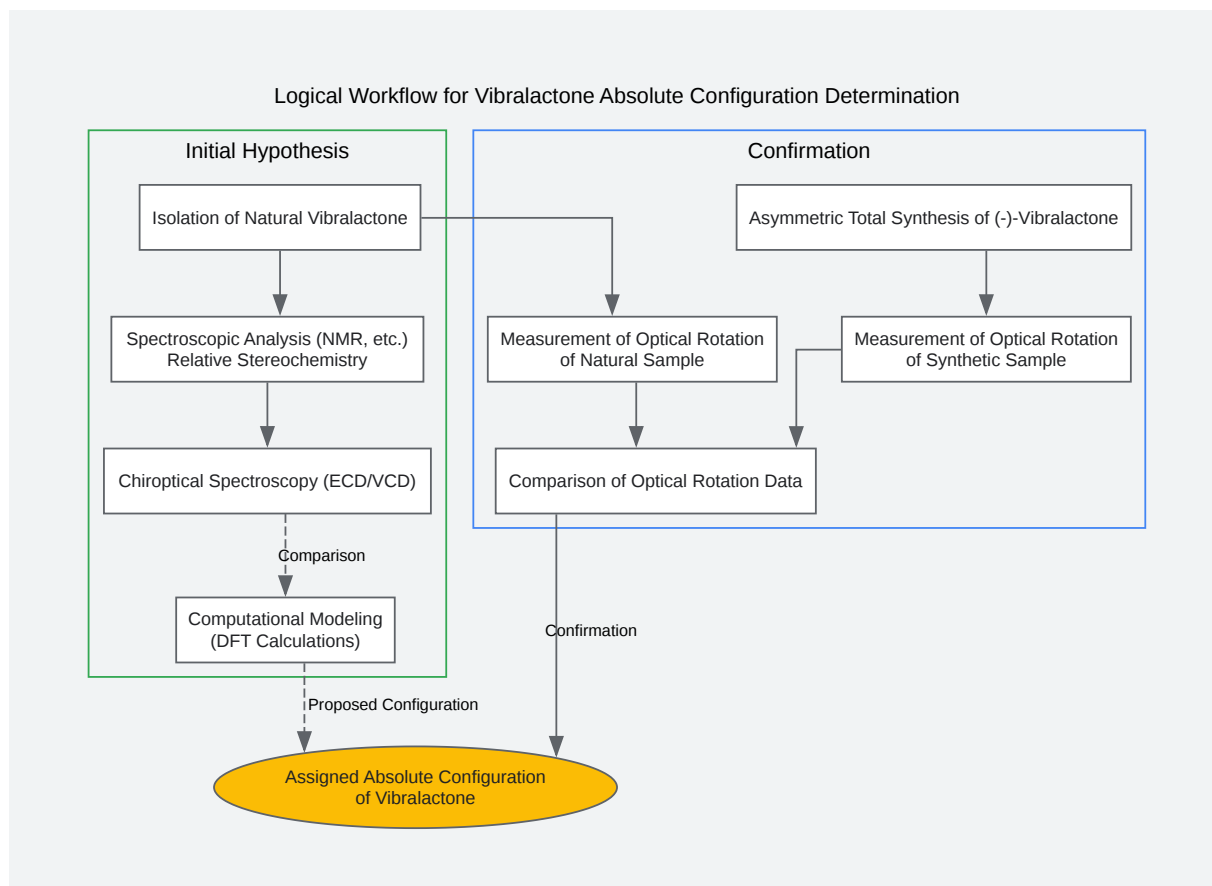 Logical Workflow for Vibralactone Absolute Configuration Determination
Initial Hypothesis
Isolation of Natural Vibralactone
Spectroscopic Analysis (NMR, etc.)
Relative Stereochemistry
Chiroptical Spectroscopy (ECD/VCD)
Comparison
Computational Modeling
(DFT Calculations)
Proposed Configuration
Confirmation
Asymmetric Total Synthesis of (-)-Vibralactone
Measurement of Optical Rotation
of Natural Sample
Measurement of Optical Rotation
of Synthetic Sample
Comparison of Optical Rotation Data
Confirmation
Assigned Absolute Configuration
of Vibralactone